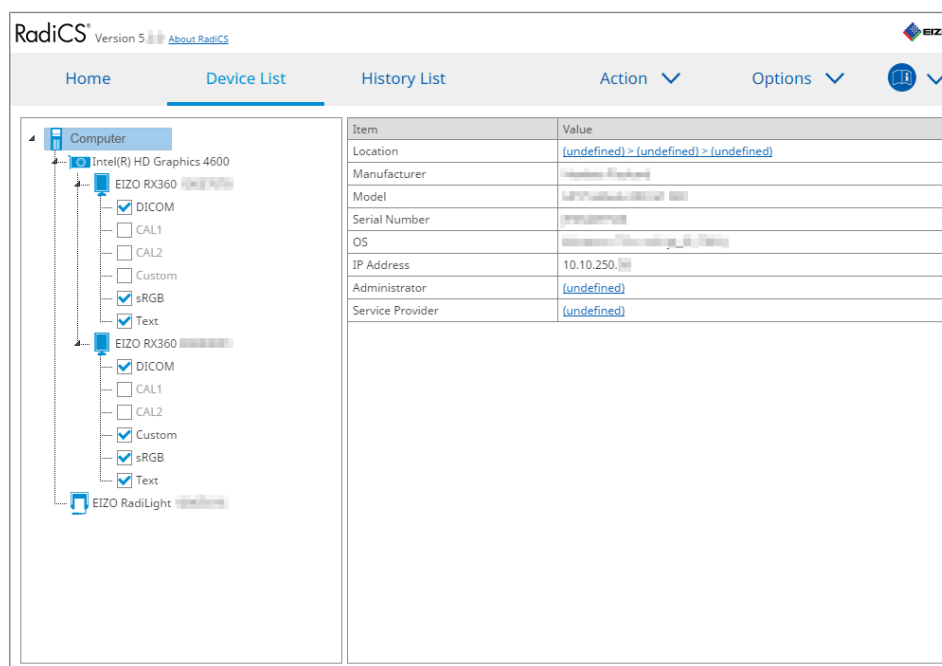 RadiCS® Version 5. About RadiCS
EIZ
Home Device List History List Action Options
Computer
Intel(R) HD Graphics 4600
EIZO RX360
DICOM
CAL1
CAL2
Custom
sRGB
Text
EIZO RX360
DICOM
CAL1
CAL2
Custom
sRGB
Text
EIZO RadiLight
Item Value
Location (undefined) > (undefined) > (undefined)
Manufacturer
Model
Serial Number
OS
IP Address 10.10.250.
Administrator (undefined)
Service Provider (undefined)